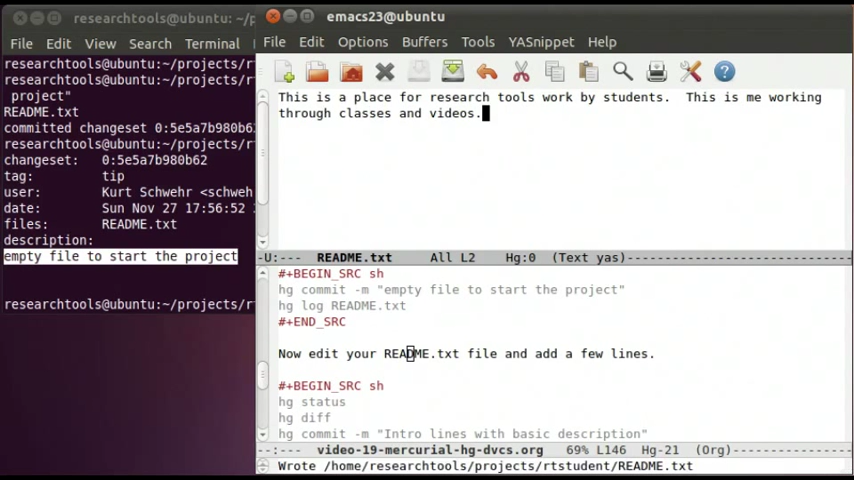 researchtools@ubuntu: ~/p
File Edit View Search Terminal
researchtools@ubuntu:~/projects/rt
researchtools@ubuntu:~/projects/rt
project"
README.txt
committed changeset 0:5e5a7b980b62
researchtools@ubuntu:~/projects/rt
changeset: 0:5e5a7b980b62
tag: tip
user: Kurt Schwehr <schweh
date: Sun Nov 27 17:56:52
files: README.txt
description:
empty file to start the project
researchtools@ubuntu:~/projects/rt
emacs23@ubuntu
File Edit Options Buffers Tools YASnippet Help
This is a place for research tools work by students.  This is me working
through classes and videos.
-U:--- README.txt All L2 Hg:0 (Text yas)--------------------------------
#+BEGIN_SRC sh
hg commit -m "empty file to start the project"
hg log README.txt
#+END_SRC
Now edit your README.txt file and add a few lines.
#+BEGIN_SRC sh
hg status
hg diff
hg commit -m "Intro lines with basic description"
--:--- video-19-mercurial-hg-dvcs.org 69% L146 Hg-21 (Org)--------------------
Wrote /home/researchtools/projects/rtstudent/README.txt